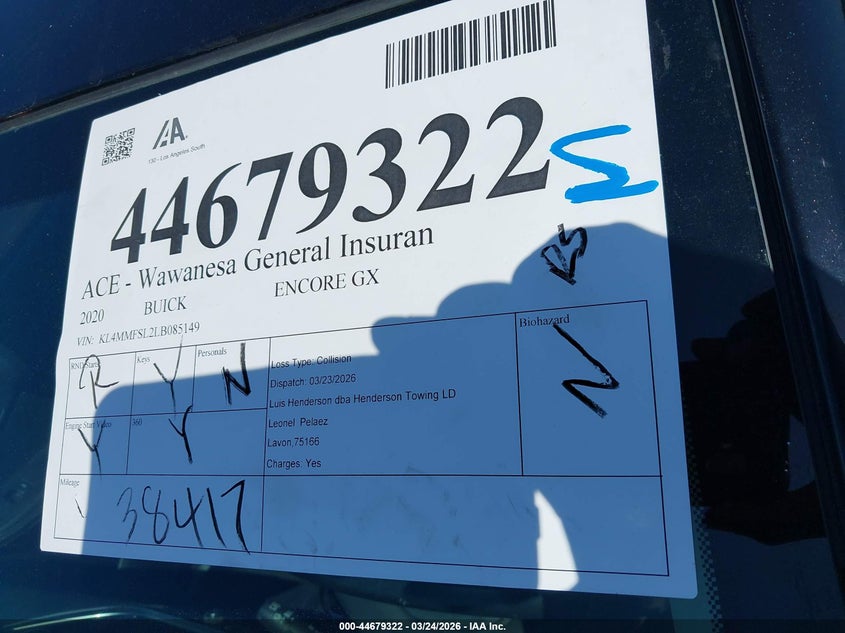 IAA
130 - Los Angeles South
44679322
ACE - Wawanesa General Insuran
2020 BUICK ENCORE GX
VIN: KL4MMFSL2LB085149
Keys
Personals
R Y N
Loss Type: Collision
Dispatch: 03/23/2026
Luis Henderson dba Henderson Towing LD
Leonel Pelaez
Lavon,75166
Charges: Yes
Biohazard
N
Engine Start Video
360
Y Y
Mileage
38417
000-44679322 - 03/24/2026 - IAA Inc.